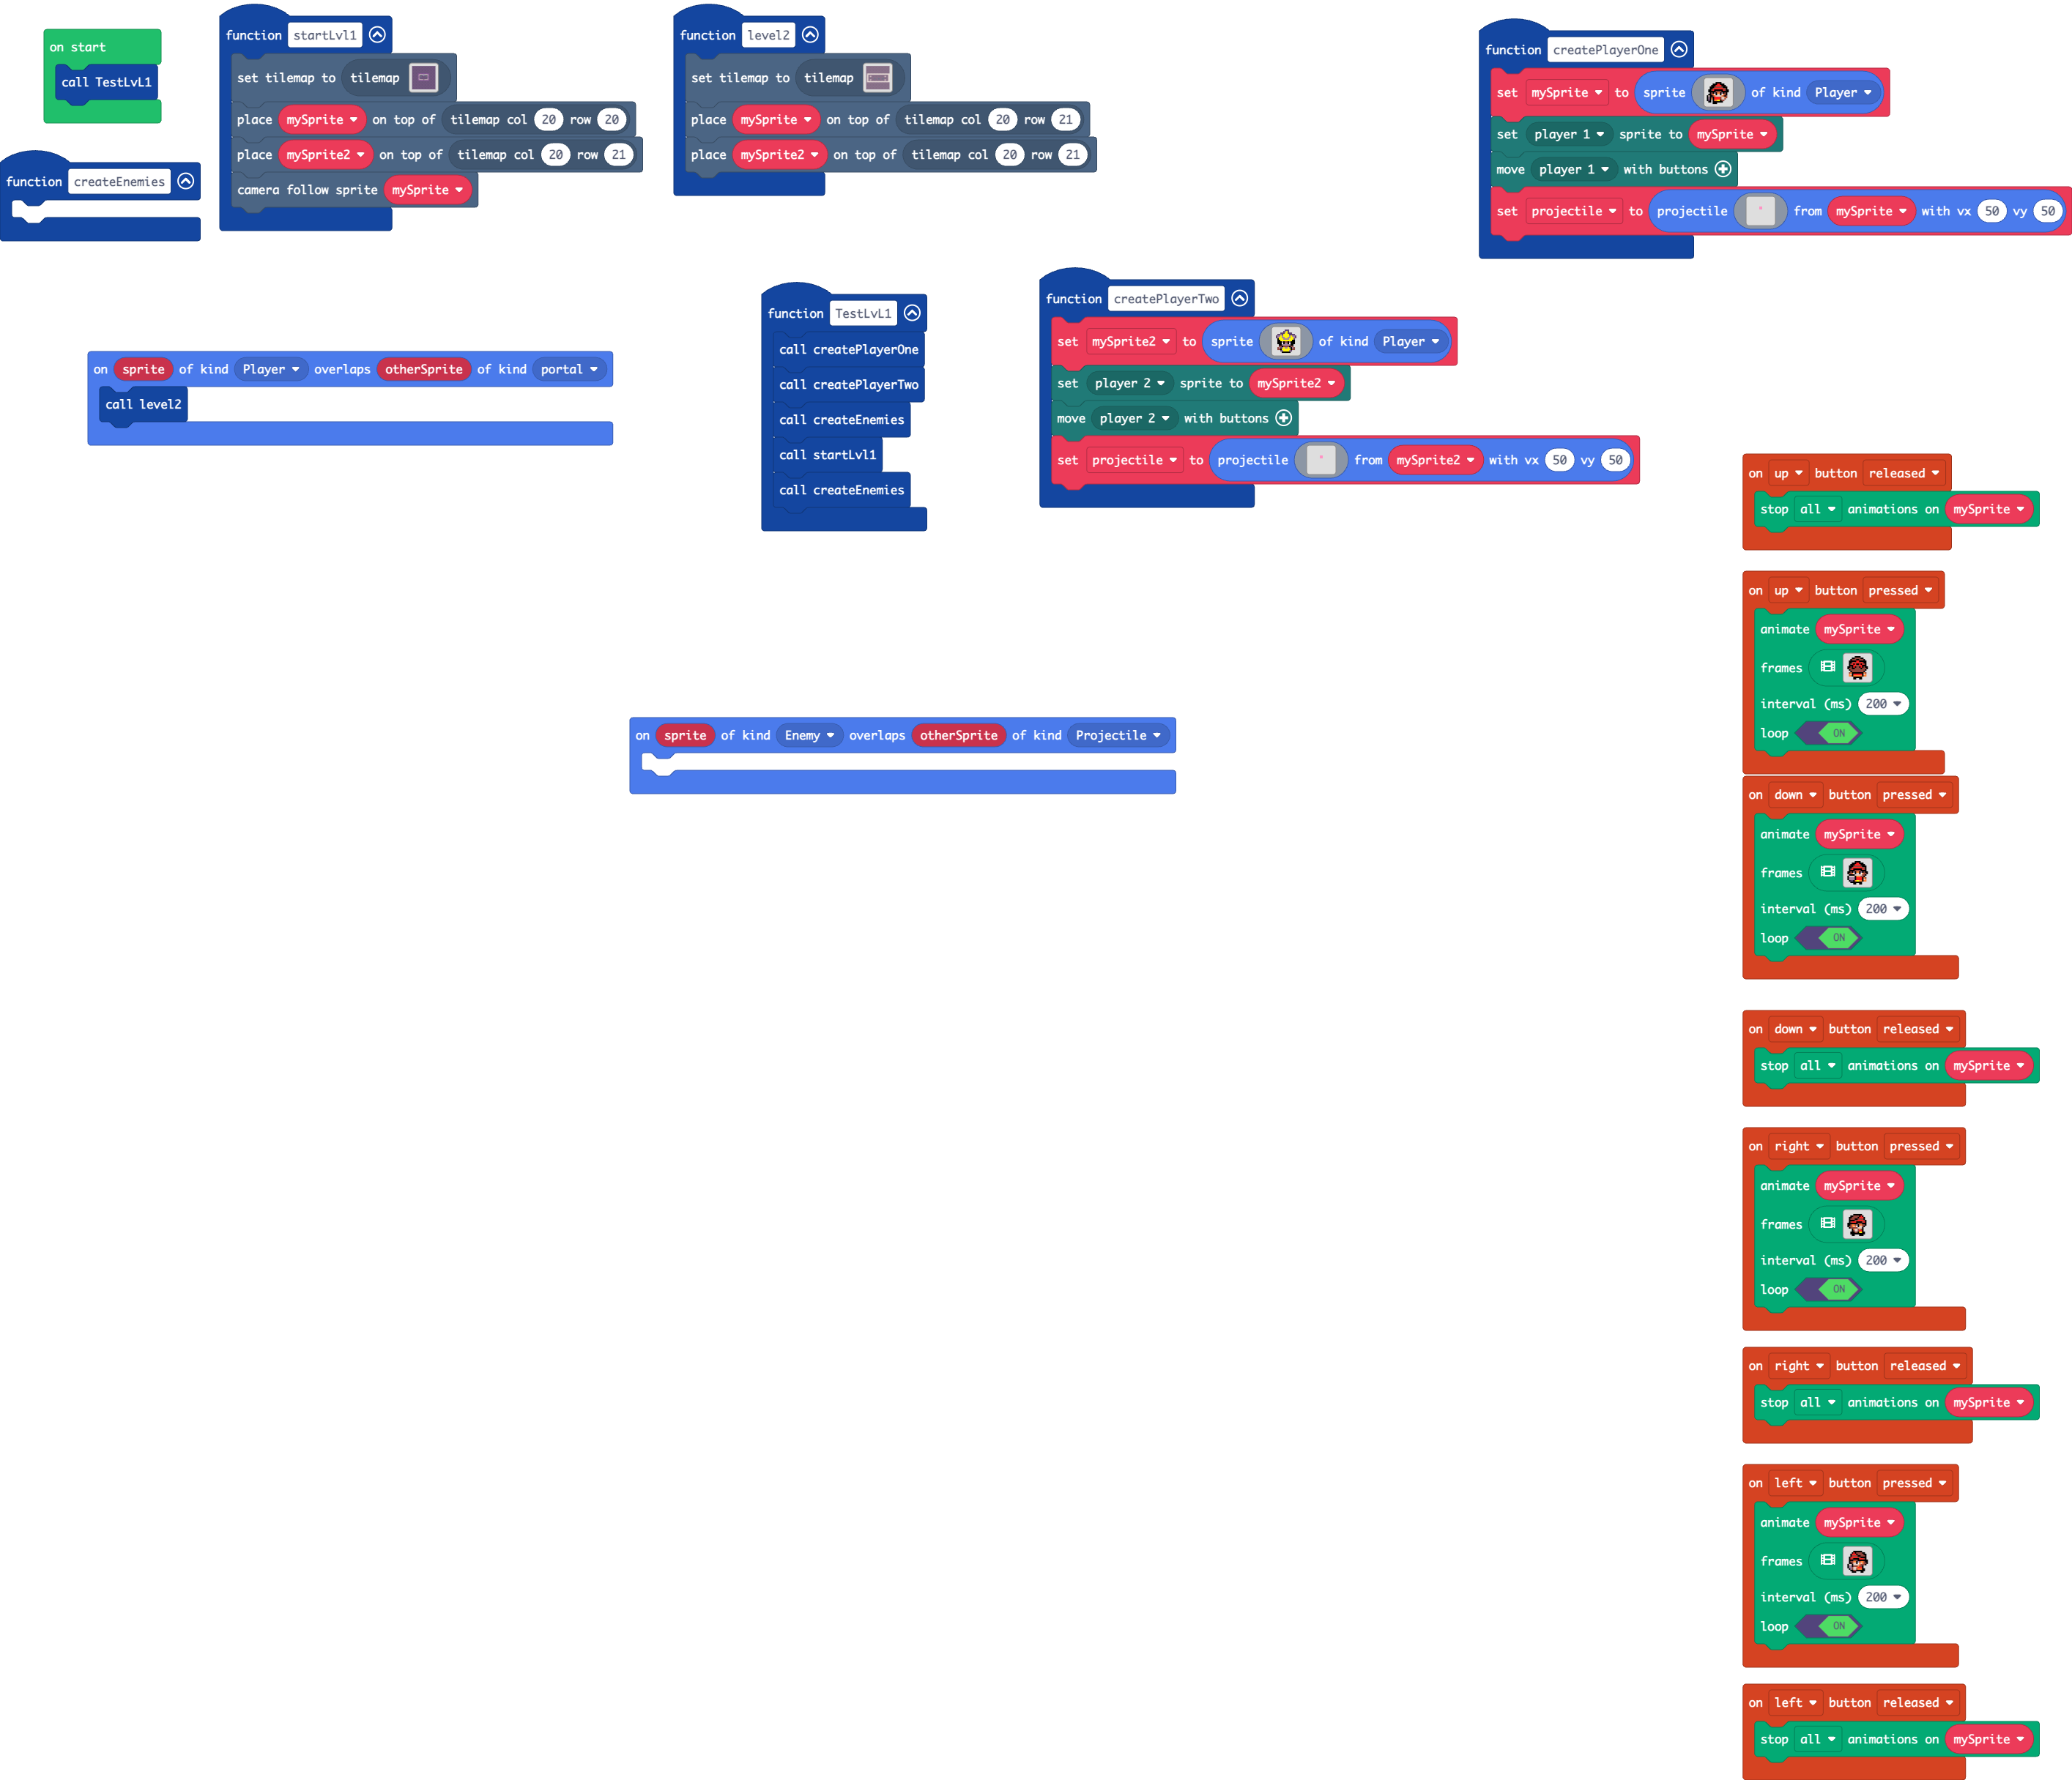 on start
call TestLvL1
function createEnemies
function startLvl1
set tilemap to tilemap
place mySprite on top of tilemap col 20 row 20
place mySprite2 on top of tilemap col 20 row 21
camera follow sprite mySprite
function level2
set tilemap to tilemap
place mySprite on top of tilemap col 20 row 21
place mySprite2 on top of tilemap col 20 row 21
function createPlayerOne
set mySprite to sprite of kind Player
set player 1 sprite to mySprite
move player 1 with buttons
set projectile to projectile from mySprite with vx 50 vy 50
on sprite of kind Player overlaps otherSprite of kind portal
call level2
function TestLvL1
call createPlayerOne
call createPlayerTwo
call createEnemies
call startLvl1
call createEnemies
function createPlayerTwo
set mySprite2 to sprite of kind Player
set player 2 sprite to mySprite2
move player 2 with buttons
set projectile to projectile from mySprite2 with vx 50 vy 50
on sprite of kind Enemy overlaps otherSprite of kind Projectile
on up button released
stop all animations on mySprite
on up button pressed
animate mySprite
frames
interval (ms) 200
loop ON
on down button pressed
animate mySprite
frames
interval (ms) 200
loop ON
on down button released
stop all animations on mySprite
on right button pressed
animate mySprite
frames
interval (ms) 200
loop ON
on right button released
stop all animations on mySprite
on left button pressed
animate mySprite
frames
interval (ms) 200
loop ON
on left button released
stop all animations on mySprite